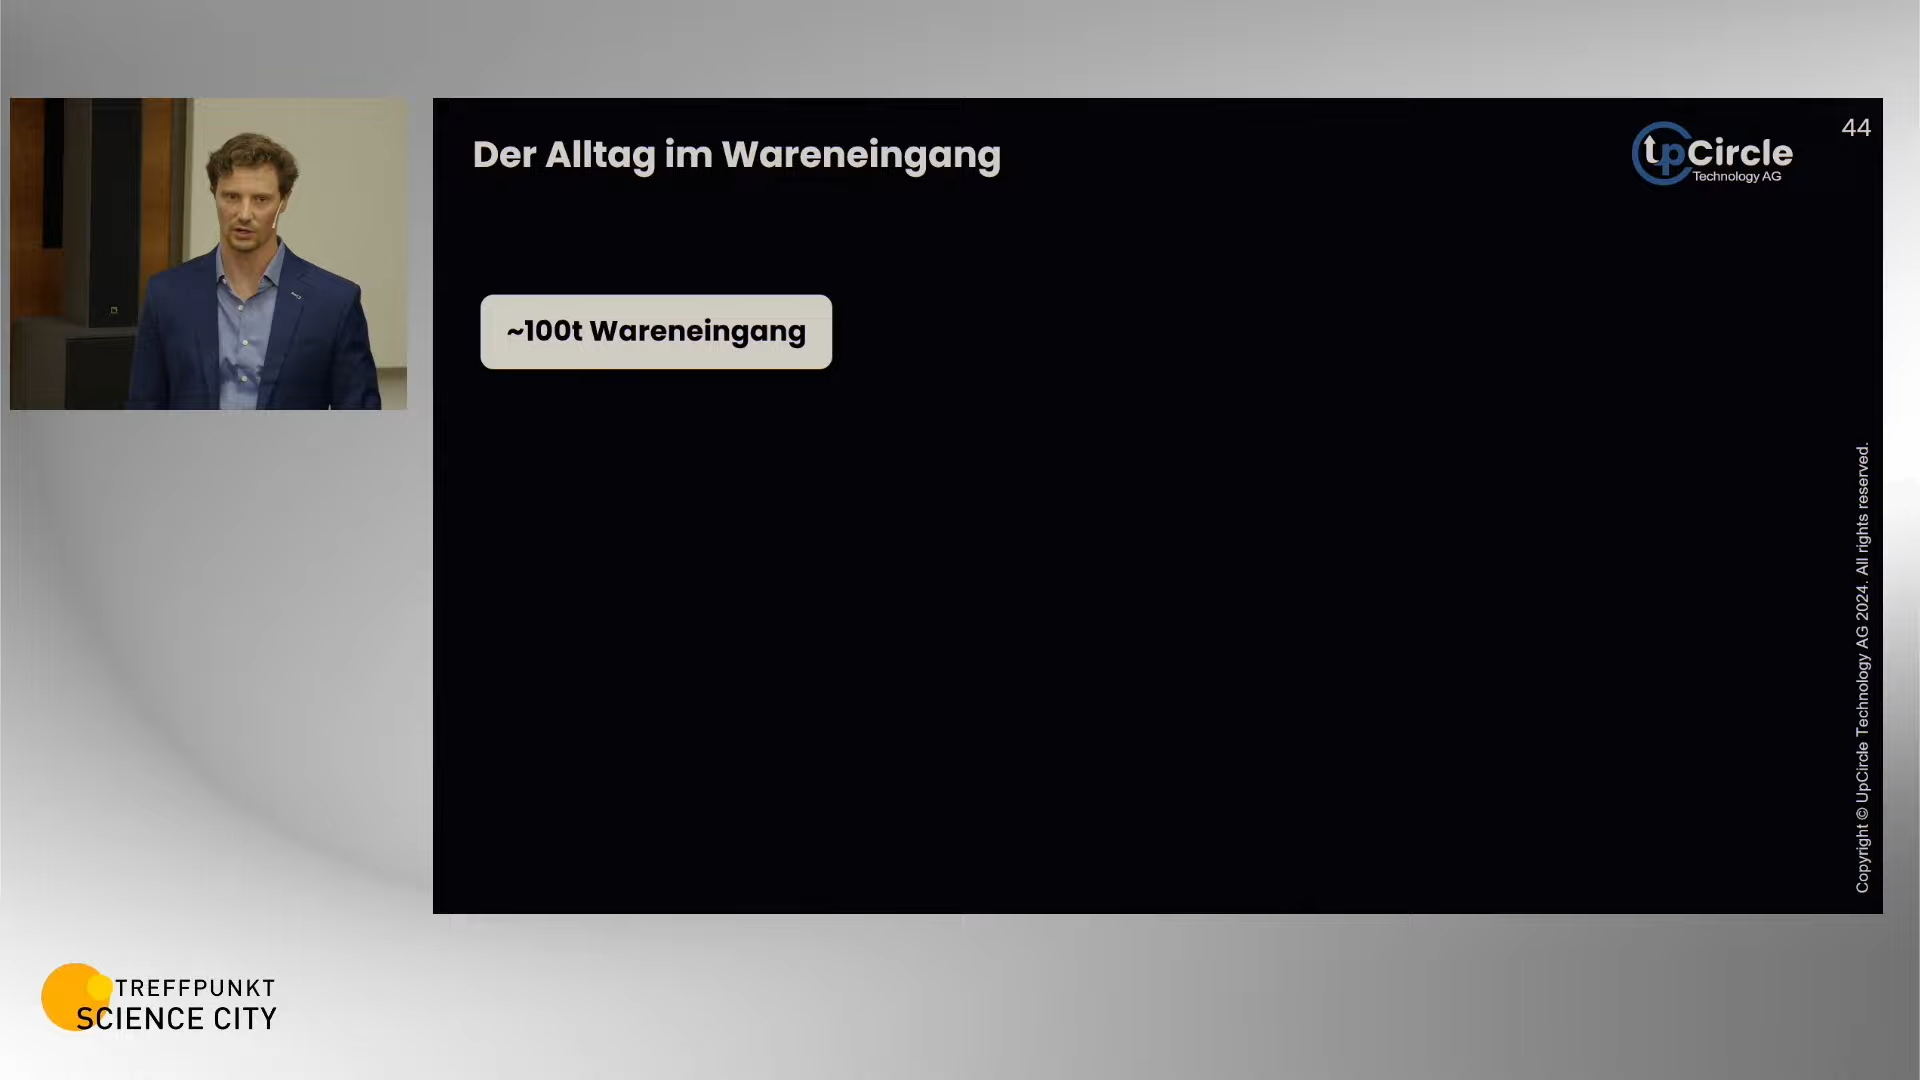 Der Alltag im Wareneingang
upCircle
Technology AG
44
~100t Wareneingang
Copyright © UpCircle Technology AG 2024. All rights reserved.
TREFFPUNKT
SCIENCE CITY